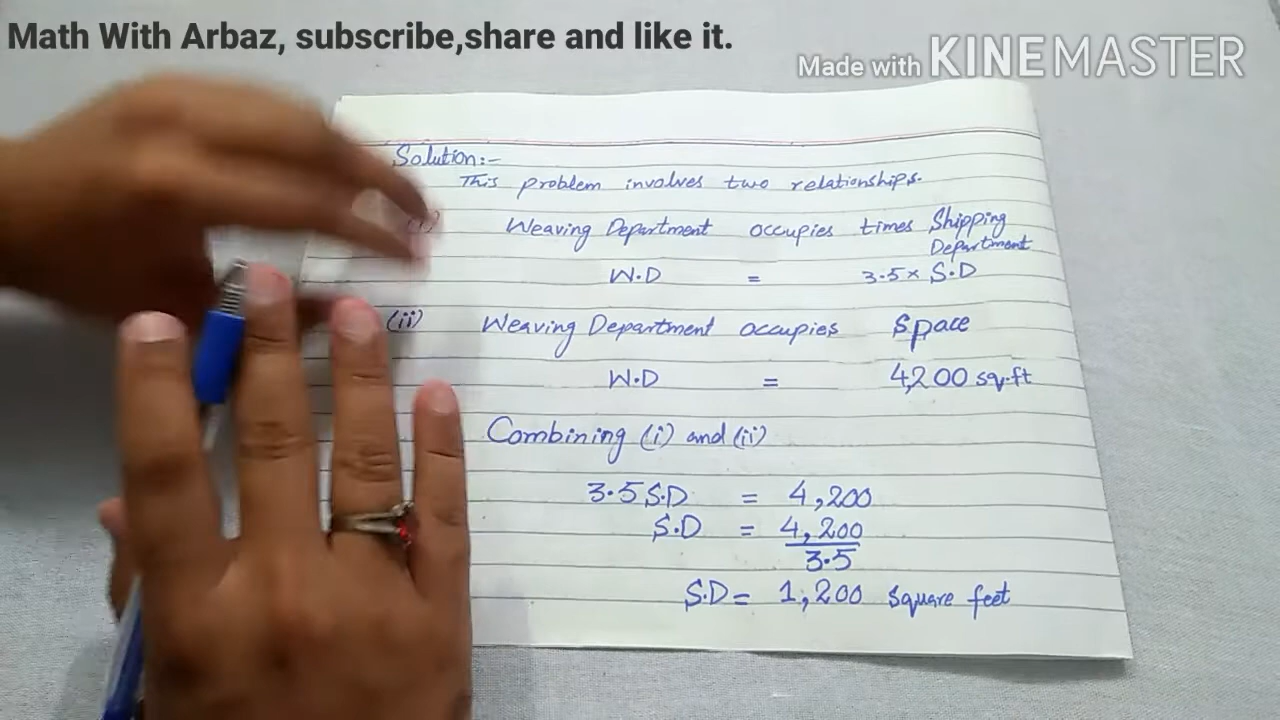 Math With Arbaz, subscribe,share and like it.
Made with KINEMASTER
Solution:-
This problem involves two relationships.
(i) Weaving Department occupies times Shipping
Department
W.D = 3.5 × S.D
(ii) Weaving Department occupies Space
W.D = 4,200 sq.ft
Combining (i) and (ii)
3.5 S.D = 4,200
S.D = 4,200
3.5
S.D = 1,200 square feet